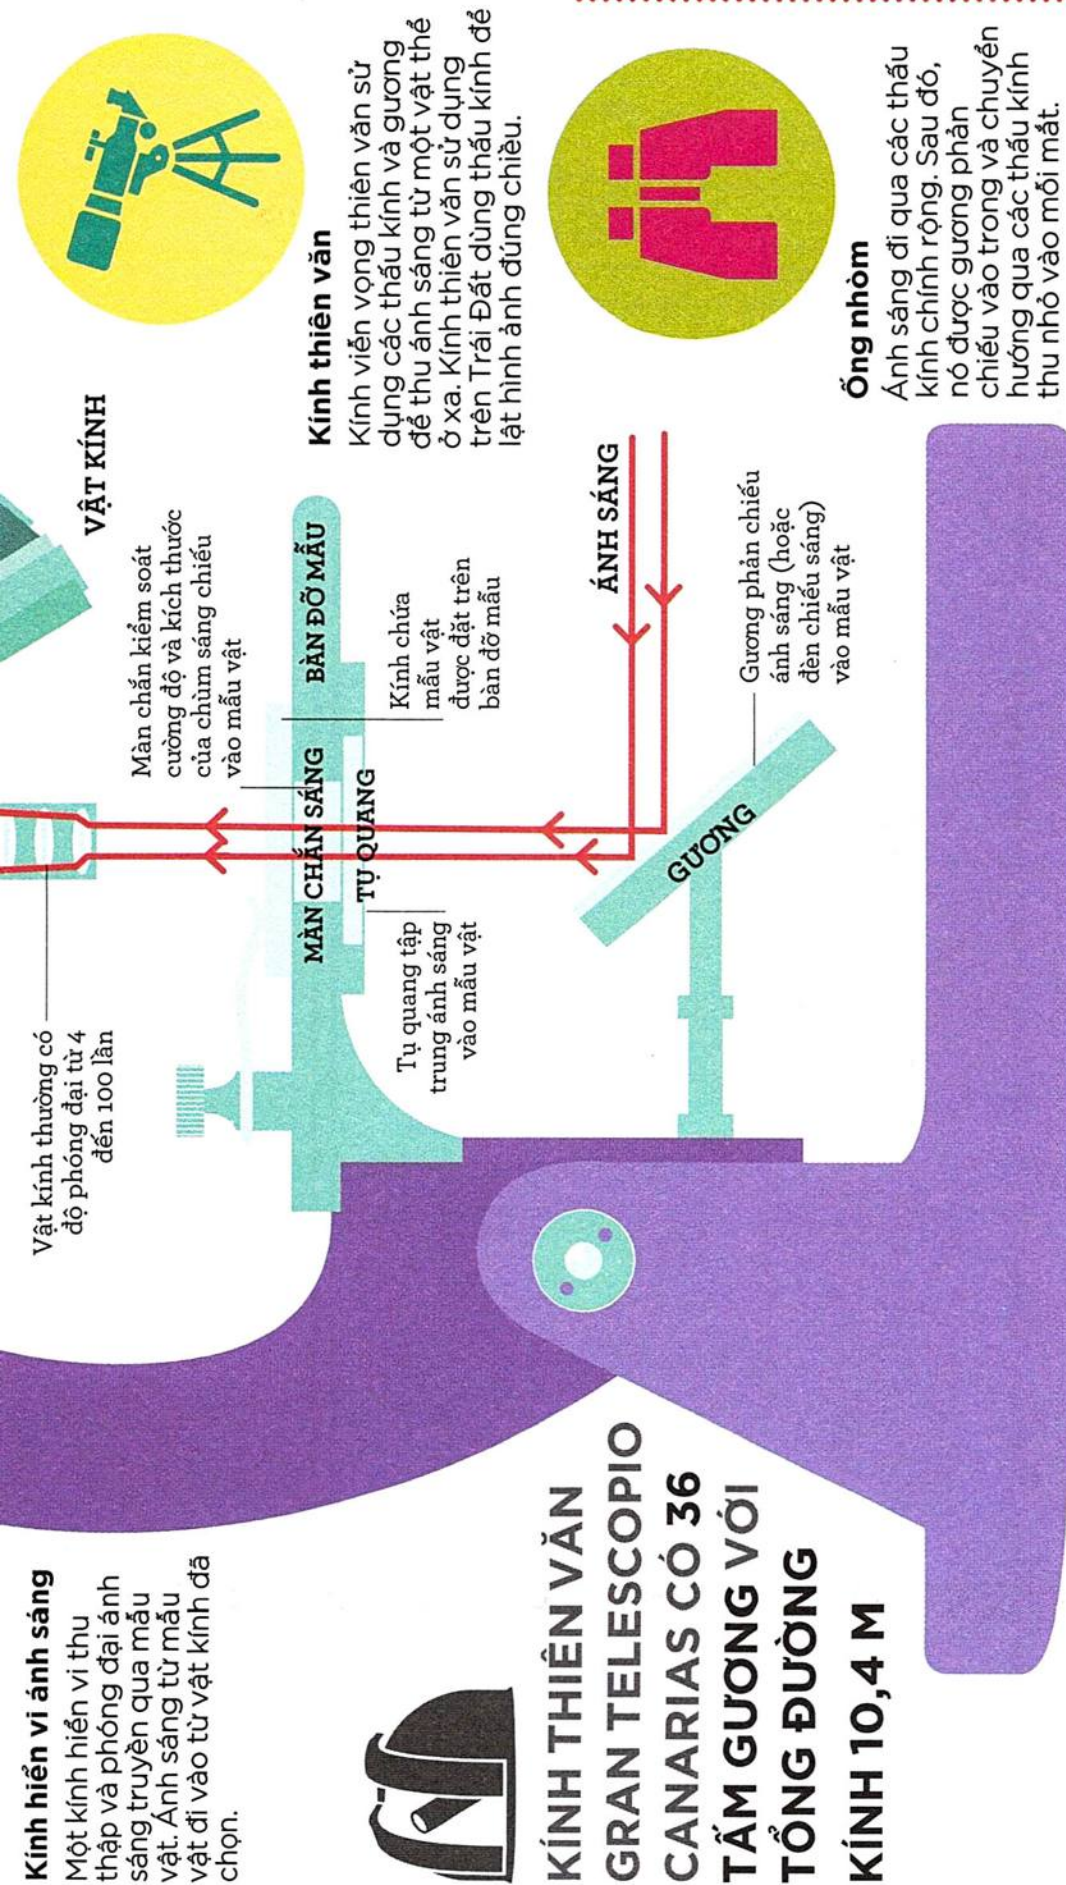 Kính hiển vi ánh sáng
Một kính hiển vi thu
thập và phóng đại ánh
sáng truyền qua mẫu
vật. Ánh sáng từ mẫu
vật đi vào từ vật kính đã
chọn.
Vật kính thường có
độ phóng đại từ 4
đến 100 lần
VẬT KÍNH
Màn chắn kiểm soát
cường độ và kích thước
của chùm sáng chiếu
vào mẫu vật
MÀN CHẮN SÁNG
BÀN ĐỠ MẪU
TỤ QUANG
Tụ quang tập
trung ánh sáng
vào mẫu vật
Kính chứa
mẫu vật
được đặt trên
bàn đỡ mẫu
ÁNH SÁNG
GƯƠNG
Gương phản chiếu
ánh sáng (hoặc
đèn chiếu sáng)
vào mẫu vật
KÍNH THIÊN VĂN
GRAN TELESCOPIO
CANARIAS CÓ 36
TẤM GƯƠNG VỚI
TỔNG ĐƯỜNG
KÍNH 10,4 M
Kính thiên văn
Kính viễn vọng thiên văn sử
dụng các thấu kính và gương
để thu ánh sáng từ một vật thể
ở xa. Kính thiên văn sử dụng
trên Trái Đất dùng thấu kính để
lật hình ảnh đúng chiều.
Ống nhòm
Ánh sáng đi qua các thấu
kính chính rộng. Sau đó,
nó được gương phản
chiếu vào trong và chuyển
hướng qua các thấu kính
thu nhỏ vào mỗi mắt.